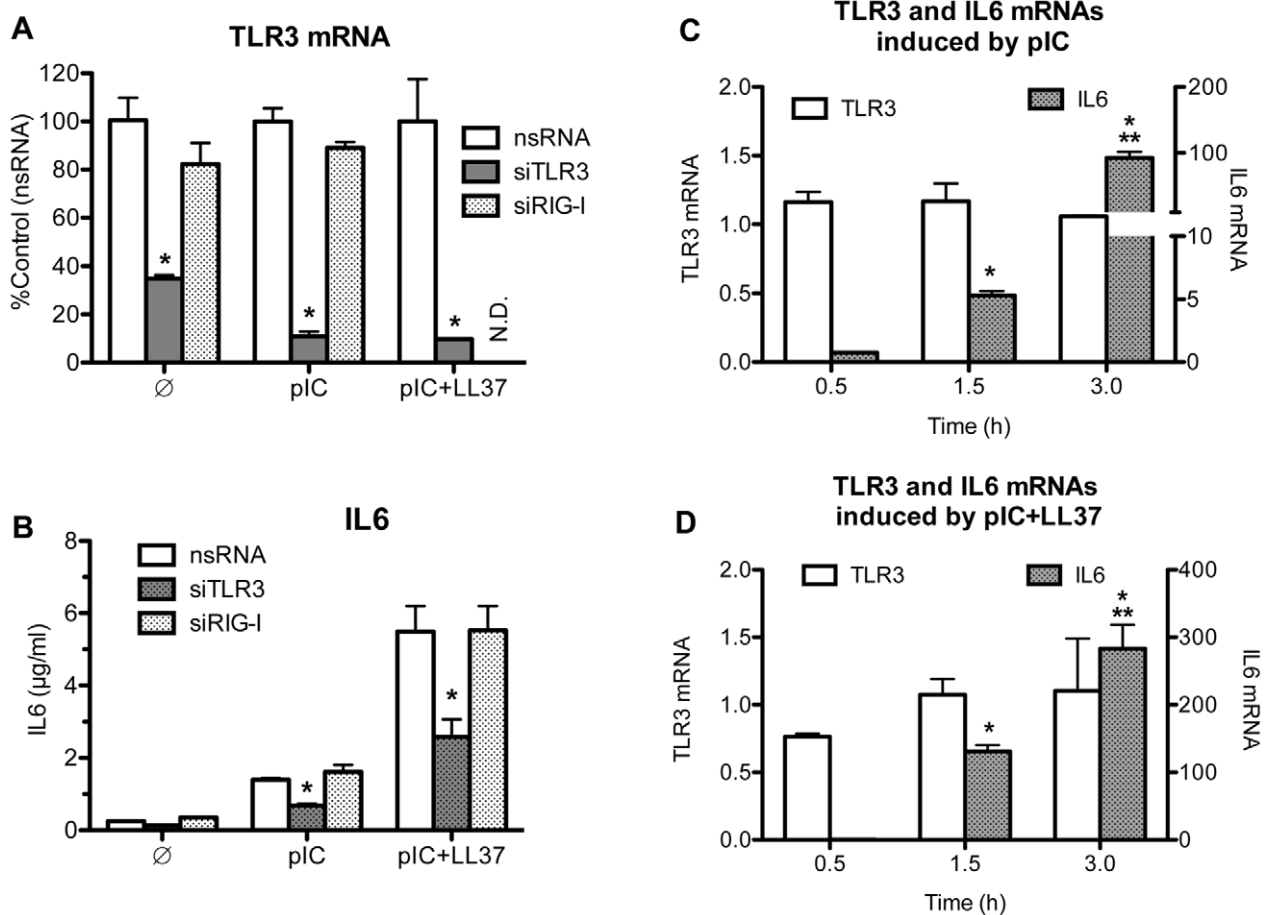 A
TLR3 mRNA
%Control (nsRNA)
120
100
80
60
40
20
0
nsRNA
siTLR3
siRIG-I
*
*
*
N.D.
∅
pIC
pIC+LL37
B
IL6
IL6 (µg/ml)
8
6
4
2
0
nsRNA
siTLR3
siRIG-I
*
*
∅
pIC
pIC+LL37
C
TLR3 and IL6 mRNAs
induced by pIC
TLR3 mRNA
2.0
1.5
1.0
0.5
0.0
TLR3
IL6
*
*
**
200
100
10
5
0
IL6 mRNA
0.5
1.5
3.0
Time (h)
D
TLR3 and IL6 mRNAs
induced by pIC+LL37
TLR3 mRNA
2.0
1.5
1.0
0.5
0.0
TLR3
IL6
*
*
**
400
300
200
100
0
IL6 mRNA
0.5
1.5
3.0
Time (h)